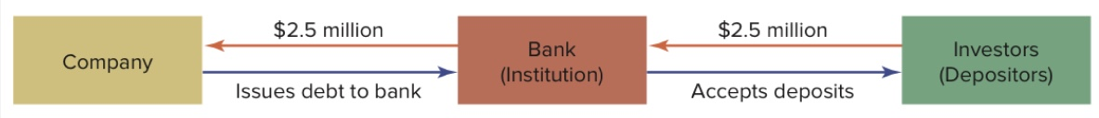 Company
$2.5 million
Issues debt to bank
Bank
(Institution)
$2.5 million
Accepts deposits
Investors
(Depositors)